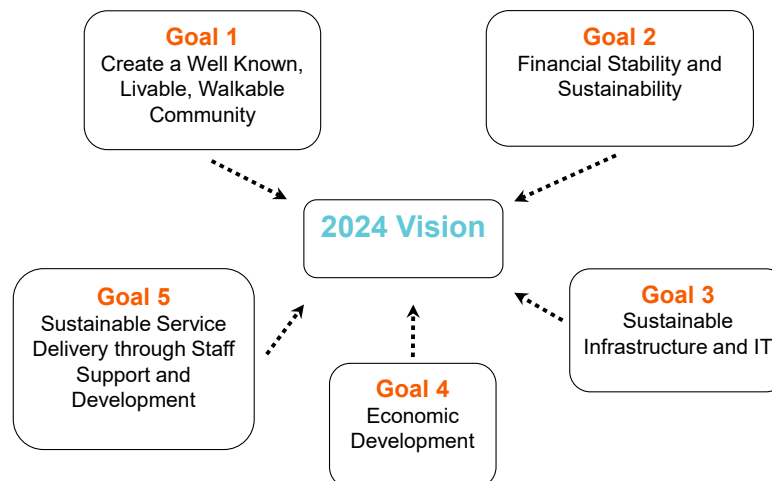 Goal 1
Create a Well Known,
Livable, Walkable
Community
Goal 2
Financial Stability and
Sustainability
2024 Vision
Goal 5
Sustainable Service
Delivery through Staff
Support and
Development
Goal 3
Sustainable
Infrastructure and IT
Goal 4
Economic
Development